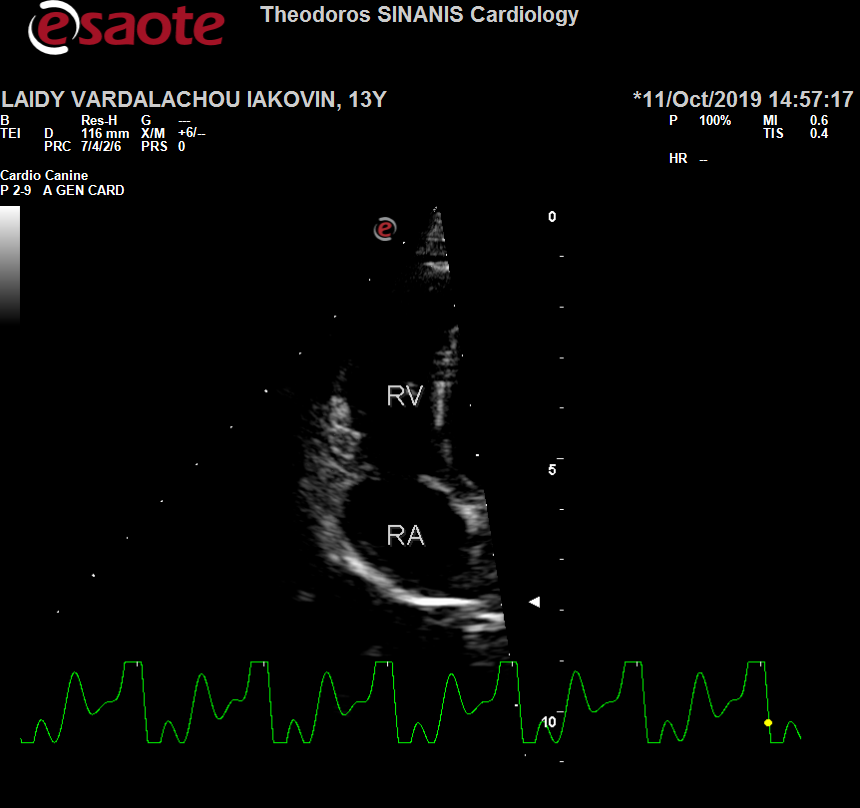 esaote
Theodoros SINANIS Cardiology
LAIDY VARDALACHOU IAKOVIN, 13Y
*11/Oct/2019 14:57:17
B Res-H G ---
TEI D 116 mm X/M +6/--
PRC 7/4/2/6 PRS 0
P 100% MI 0.6
TIS 0.4
HR --
Cardio Canine
P 2-9 A GEN CARD
e
0
RV
5
RA
10